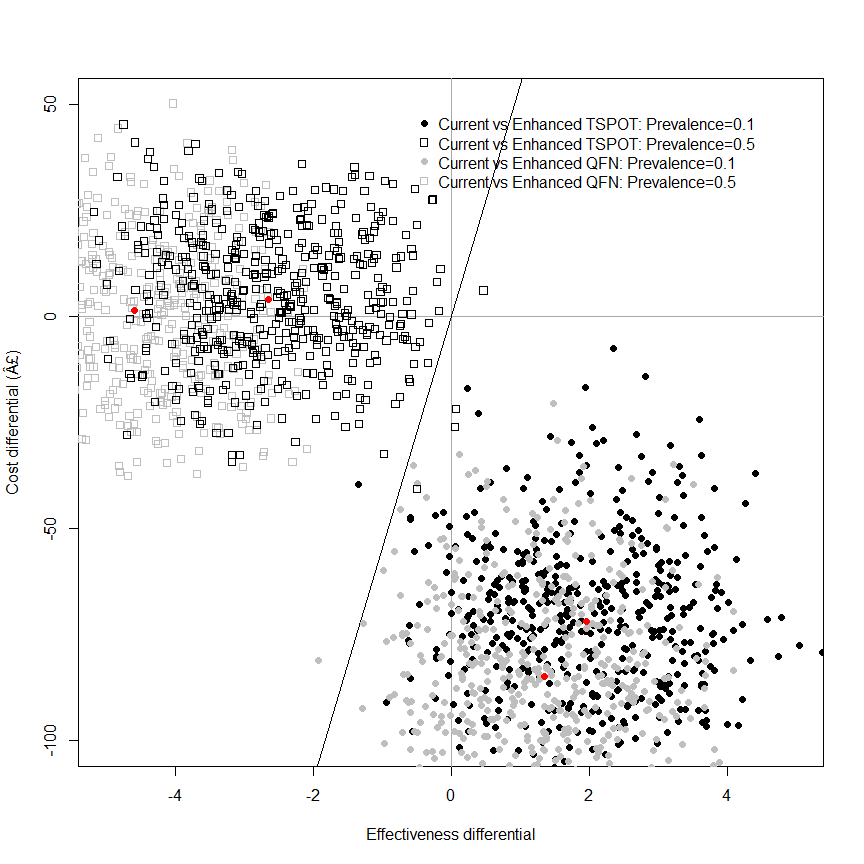 50
0
-50
-100
Cost differential (Â£)
Current vs Enhanced TSPOT: Prevalence=0.1
Current vs Enhanced TSPOT: Prevalence=0.5
Current vs Enhanced QFN: Prevalence=0.1
Current vs Enhanced QFN: Prevalence=0.5
-4
-2
0
2
4
Effectiveness differential